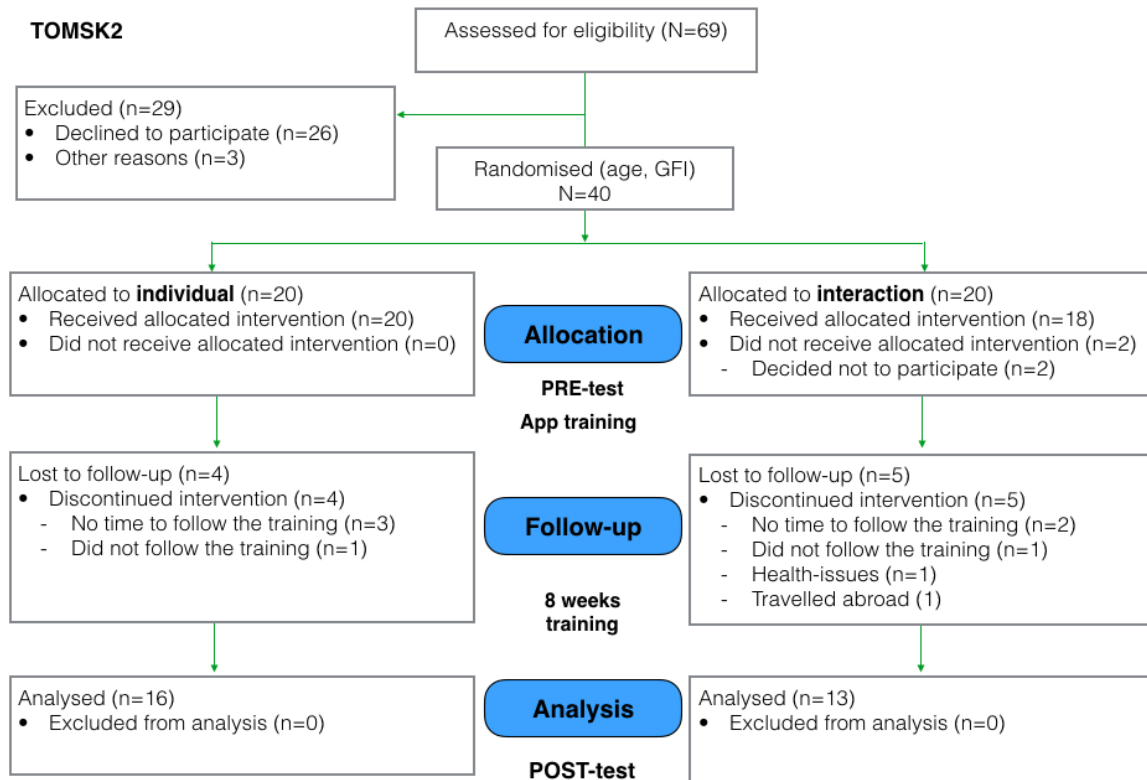 TOMSK2
Assessed for eligibility (N=69)
Excluded (n=29)
• Declined to participate (n=26)
• Other reasons (n=3)
Randomised (age, GFI)
N=40
Allocated to individual (n=20)
• Received allocated intervention (n=20)
• Did not receive allocated intervention (n=0)
Allocation
PRE-test
App training
Allocated to interaction (n=20)
• Received allocated intervention (n=18)
• Did not receive allocated intervention (n=2)
- Decided not to participate (n=2)
Lost to follow-up (n=4)
• Discontinued intervention (n=4)
- No time to follow the training (n=3)
- Did not follow the training (n=1)
Follow-up
8 weeks
training
Lost to follow-up (n=5)
• Discontinued intervention (n=5)
- No time to follow the training (n=2)
- Did not follow the training (n=1)
- Health-issues (n=1)
- Travelled abroad (1)
Analysed (n=16)
• Excluded from analysis (n=0)
Analysis
POST-test
Analysed (n=13)
• Excluded from analysis (n=0)